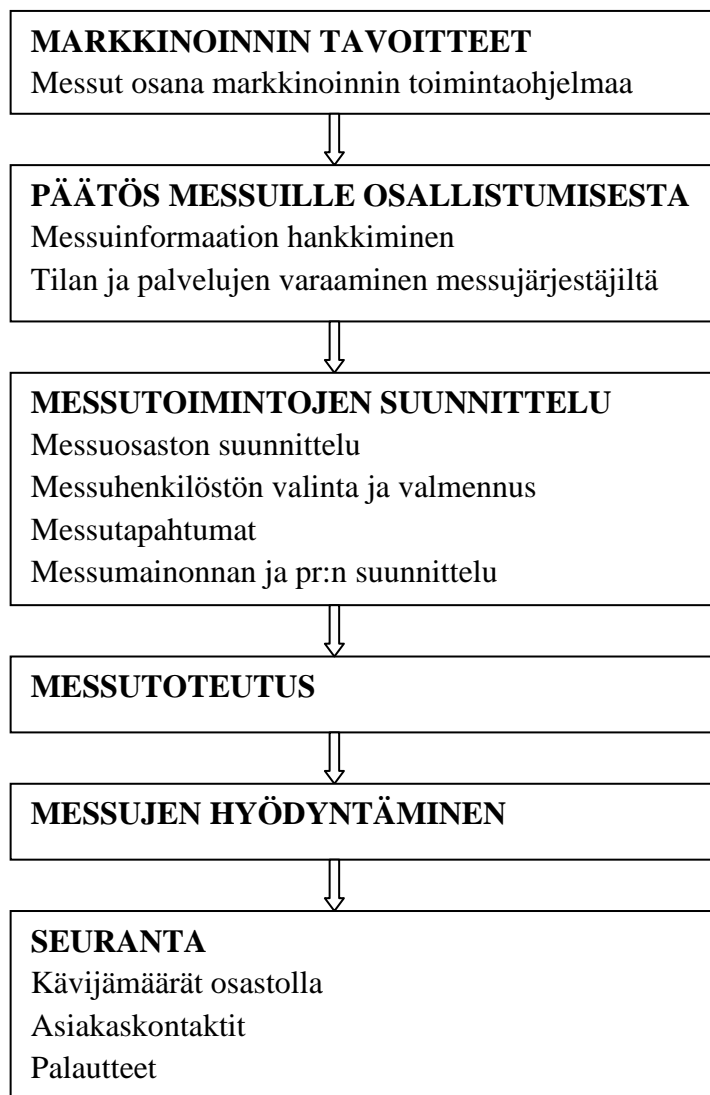 MARKKINOINNIN TAVOITTEET
Messut osana markkinoinnin toimintaohjelmaa
PÄÄTÖS MESSUILLE OSALLISTUMISESTA
Messuinformaation hankkiminen
Tilan ja palvelujen varaaminen messujärjestäjiltä
MESSUTOIMINTOJEN SUUNNITTELU
Messuosaston suunnittelu
Messuhenkilöstön valinta ja valmennus
Messutapahtumat
Messumainonnan ja pr:n suunnittelu
MESSUTOTEUTUS
MESSUJEN HYÖDYNTÄMINEN
SEURANTA
Kävijämäärät osastolla
Asiakaskontaktit
Palautteet